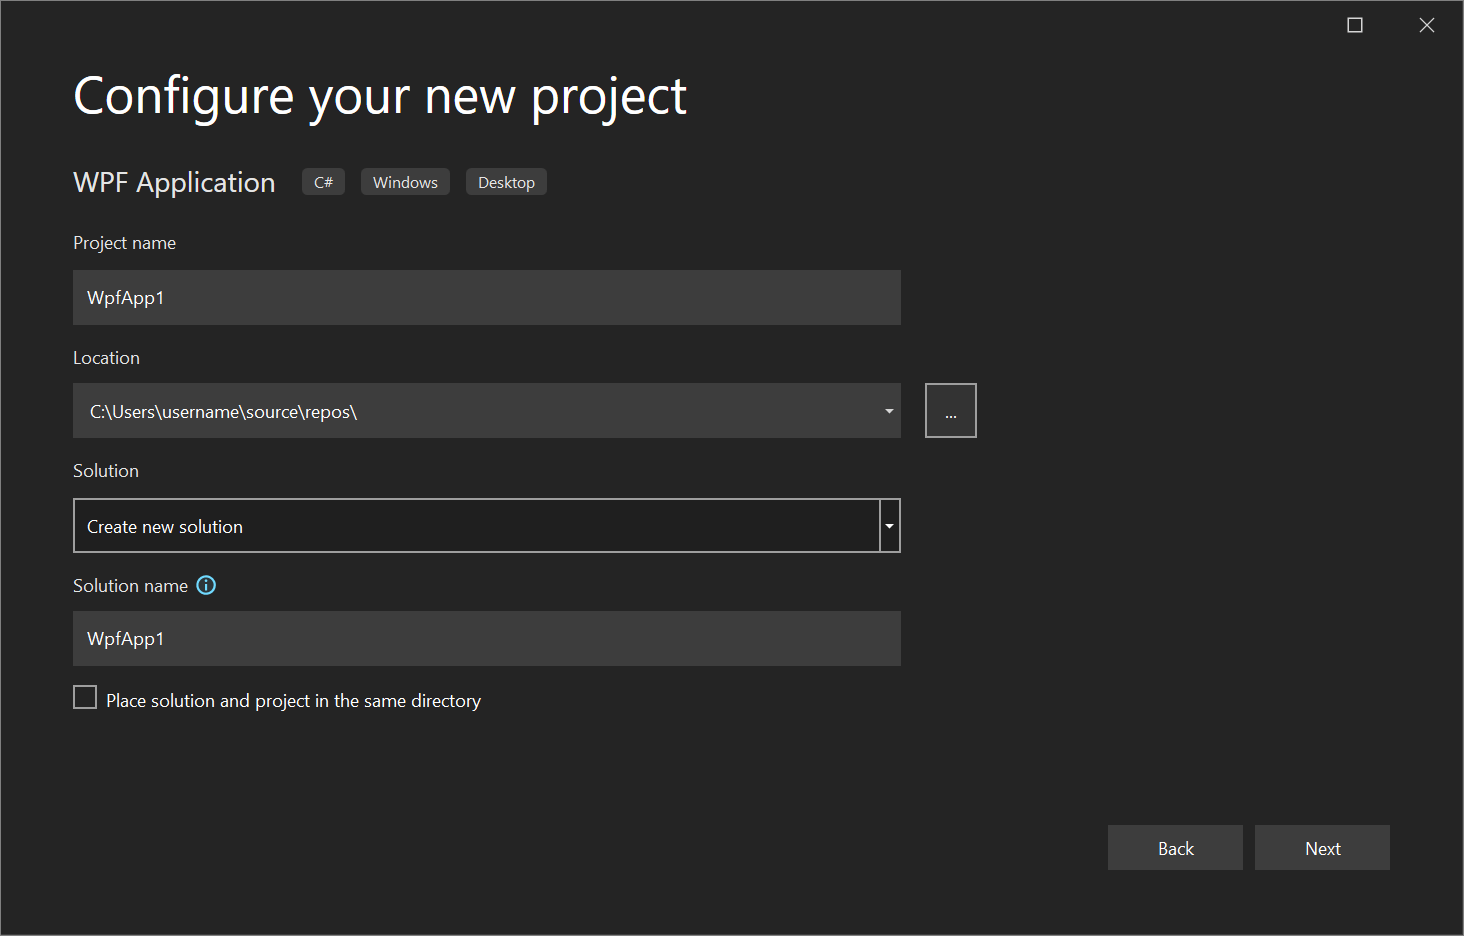 Configure your new project
WPF Application C# Windows Desktop
Project name
WpfApp1
Location
C:\Users\username\source\repos\
...
Solution
Create new solution
Solution name
WpfApp1
Place solution and project in the same directory
Back Next